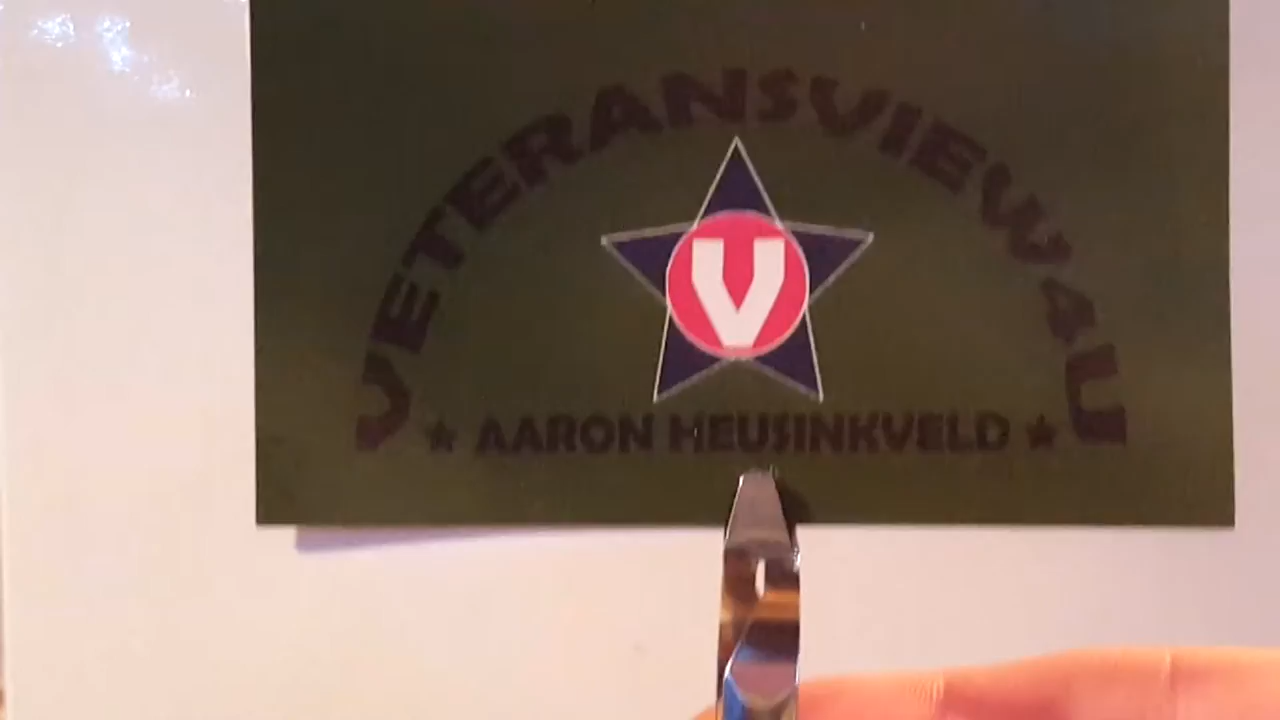 VETERANSVIEW4U
V
★ AARON HEUSINKVELD ★